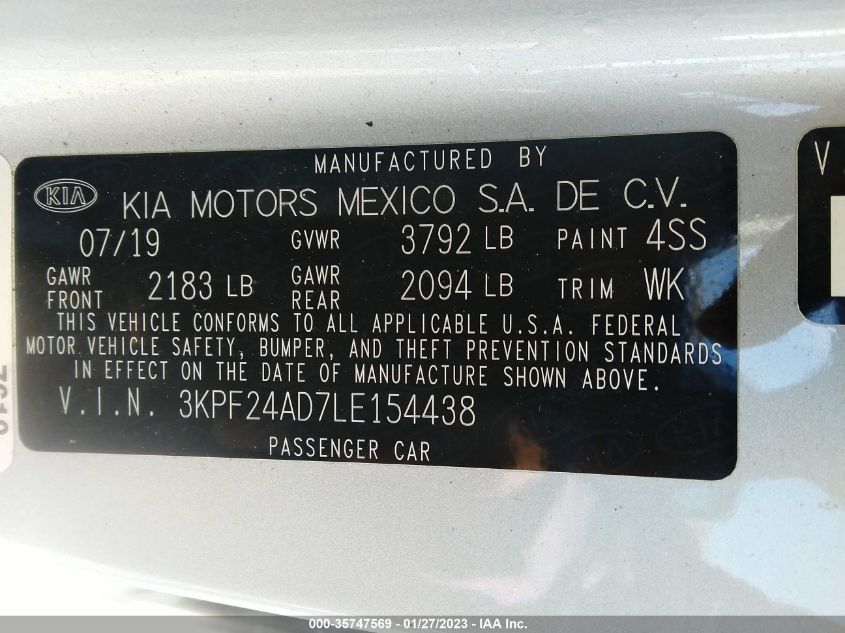 MANUFACTURED BY
KIA KIA MOTORS MEXICO S.A. DE C.V.
07/19 GVWR 3792 LB PAINT 4SS
GAWR FRONT 2183 LB GAWR REAR 2094 LB TRIM WK
THIS VEHICLE CONFORMS TO ALL APPLICABLE U.S.A. FEDERAL
MOTOR VEHICLE SAFETY, BUMPER, AND THEFT PREVENTION STANDARDS
IN EFFECT ON THE DATE OF MANUFACTURE SHOWN ABOVE.
V.I.N. 3KPF24AD7LE154438
PASSENGER CAR
V
000-35747569 | 01/27/2023 - IAA Inc.